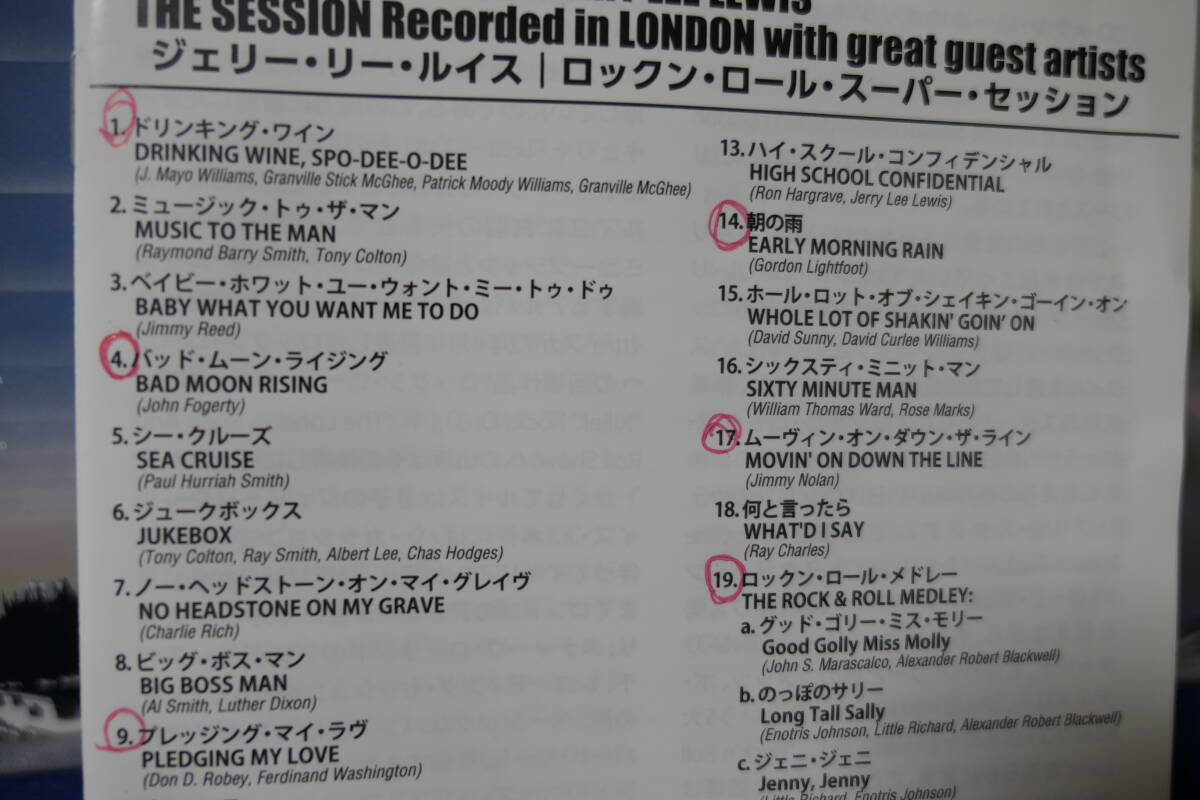 LEE LEWIS
THE SESSION Recorded in LONDON with great guest artists
ジェリー・リー・ルイス｜ロックン・ロール・スーパー・セッション
1. ドリンキング・ワイン
DRINKING WINE, SPO-DEE-O-DEE
(J. Mayo Williams, Granville Stick McGhee, Patrick Moody Williams, Granville McGhee)
2. ミュージック・トゥ・ザ・マン
MUSIC TO THE MAN
(Raymond Barry Smith, Tony Colton)
3. ベイビー・ホワット・ユー・ウォント・ミー・トゥ・ドゥ
BABY WHAT YOU WANT ME TO DO
(Jimmy Reed)
4. バッド・ムーン・ライジング
BAD MOON RISING
(John Fogerty)
5. シー・クルーズ
SEA CRUISE
(Paul Hurriah Smith)
6. ジュークボックス
JUKEBOX
(Tony Colton, Ray Smith, Albert Lee, Chas Hodges)
7. ノー・ヘッドストーン・オン・マイ・グレイヴ
NO HEADSTONE ON MY GRAVE
(Charlie Rich)
8. ビッグ・ボス・マン
BIG BOSS MAN
(Al Smith, Luther Dixon)
9. プレッジング・マイ・ラヴ
PLEDGING MY LOVE
(Don D. Robey, Ferdinand Washington)
13. ハイ・スクール・コンフィデンシャル
HIGH SCHOOL CONFIDENTIAL
(Ron Hargrave, Jerry Lee Lewis)
14. 朝の雨
EARLY MORNING RAIN
(Gordon Lightfoot)
15. ホール・ロット・オブ・シェイキン・ゴーイン・オン
WHOLE LOT OF SHAKIN' GOIN' ON
(David Sunny, David Curlee Williams)
16. シックスティ・ミニット・マン
SIXTY MINUTE MAN
(William Thomas Ward, Rose Marks)
17. ムーヴィン・オン・ダウン・ザ・ライン
MOVIN' ON DOWN THE LINE
(Jimmy Nolan)
18. 何と言ったら
WHAT'D I SAY
(Ray Charles)
19. ロックン・ロール・メドレー
THE ROCK & ROLL MEDLEY:
a. グッド・ゴリー・ミス・モリー
Good Golly Miss Molly
(John S. Marascalco, Alexander Robert Blackwell)
b. のっぽのサリー
Long Tall Sally
(Enotris Johnson, Little Richard, Alexander Robert Blackwell)
c. ジェニ・ジェニ
Jenny, Jenny
(Little Richard, Enotris Johnson)